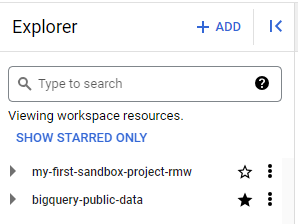 Explorer
+ ADD
Type to search
Viewing workspace resources.
SHOW STARRED ONLY
my-first-sandbox-project-rmw
bigquery-public-data